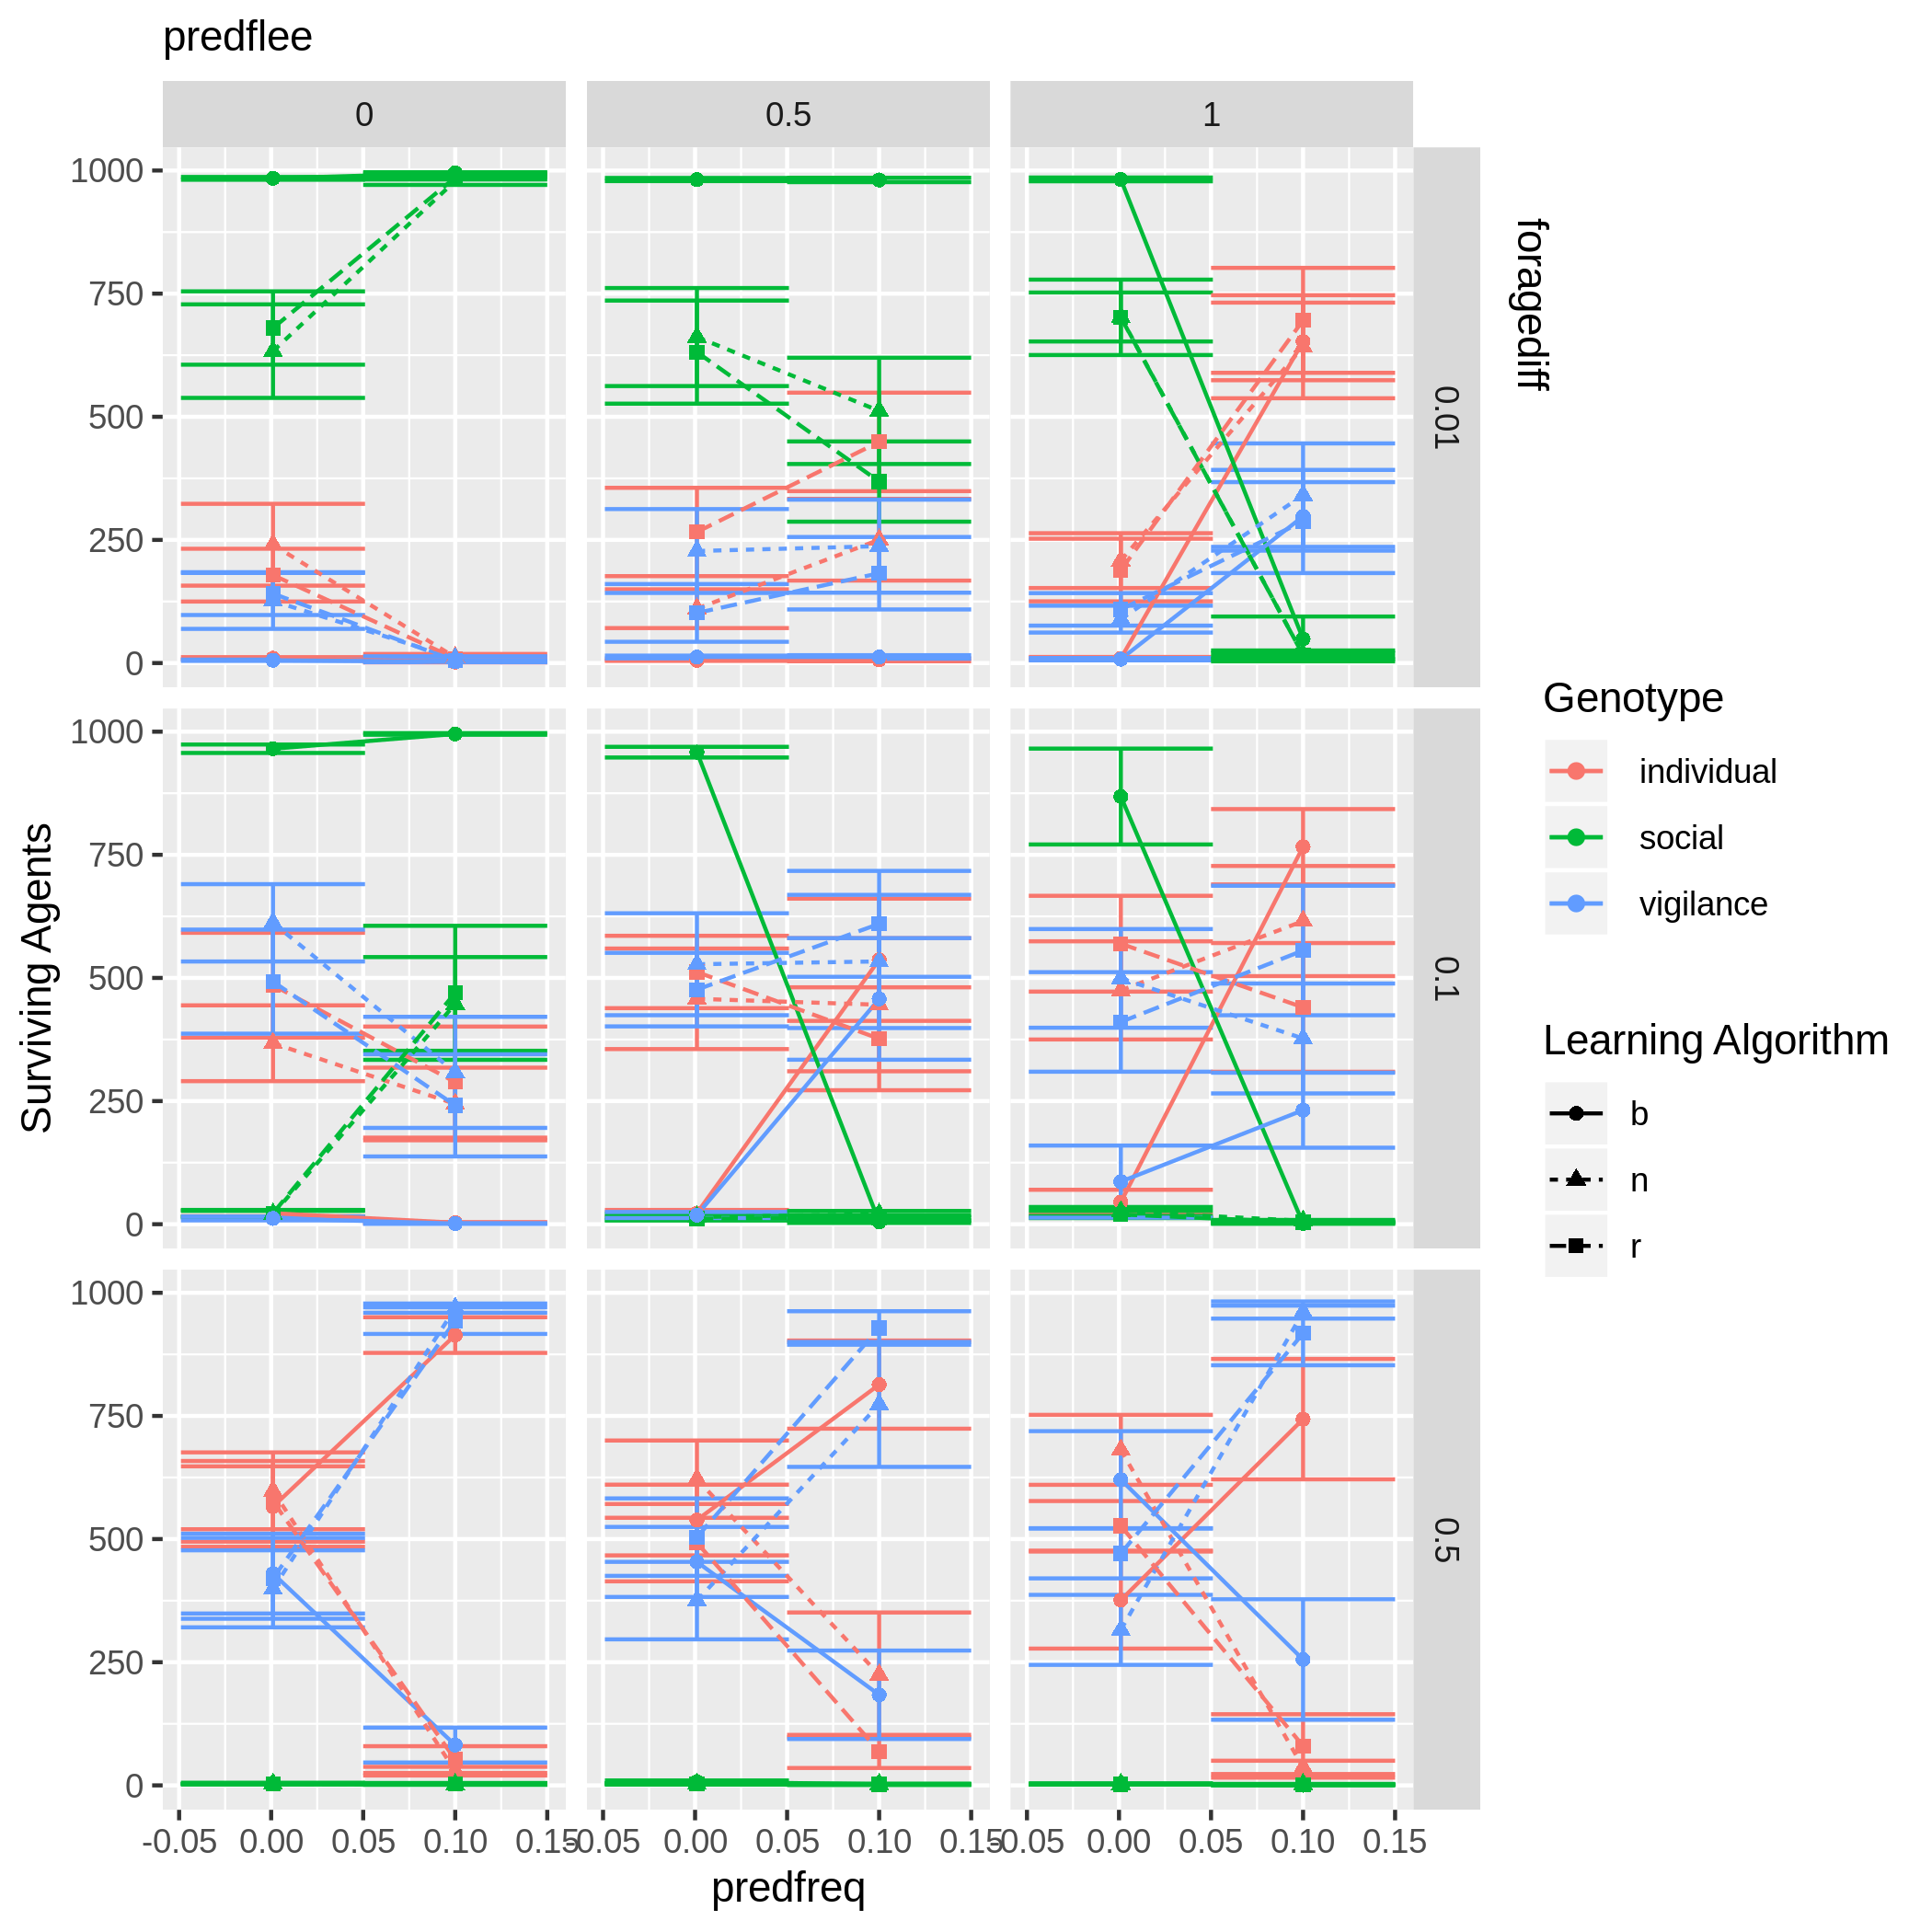 predflee
0 0.5 1
1000
750
500
250
0
0.01
foragediff
1000
750
500
250
0
0.1
1000
750
500
250
0
0.5
Surviving Agents
-0.05 0.00 0.05 0.10 0.15 -0.05 0.00 0.05 0.10 0.15 -0.05 0.00 0.05 0.10 0.15
predfreq
Genotype
individual
social
vigilance
Learning Algorithm
b
n
r